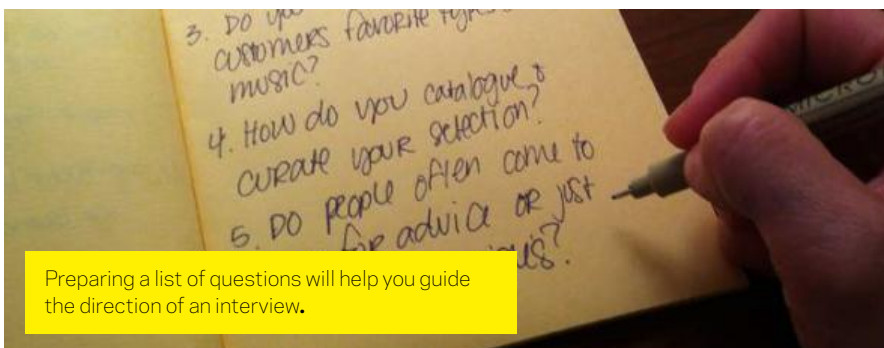 3. DO you
customers favorite types
music?
4. How do you catalogue &
curate your selection?
5. DO people often come to
for advice or just
Preparing a list of questions will help you guide
the direction of an interview.